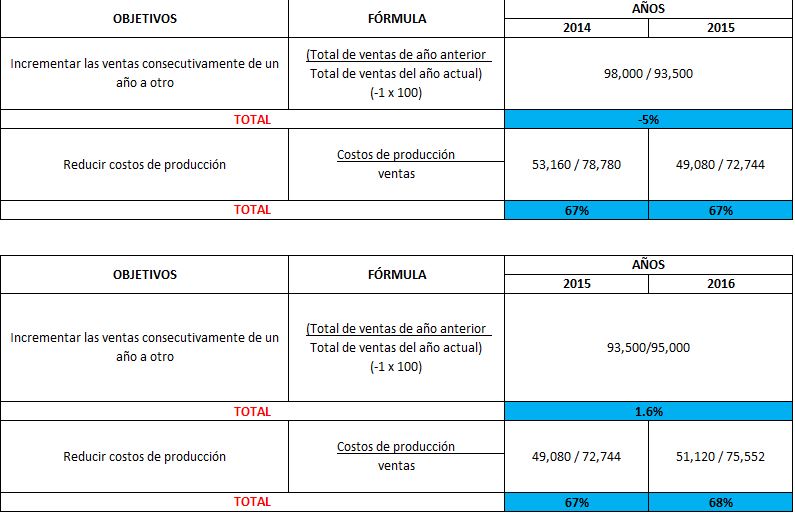 OBJETIVOS FÓRMULA AÑOS
2014 2015
Incrementar las ventas consecutivamente de un
año a otro
(Total de ventas de año anterior
Total de ventas del año actual)
(-1 x 100)
98,000 / 93,500
TOTAL -5%
Reducir costos de producción
Costos de producción
ventas
53,160 / 78,780 49,080 / 72,744
TOTAL 67% 67%
OBJETIVOS FÓRMULA AÑOS
2015 2016
Incrementar las ventas consecutivamente de un
año a otro
(Total de ventas de año anterior
Total de ventas del año actual)
(-1 x 100)
93,500/95,000
TOTAL 1.6%
Reducir costos de producción
Costos de producción
ventas
49,080 / 72,744 51,120 / 75,552
TOTAL 67% 68%